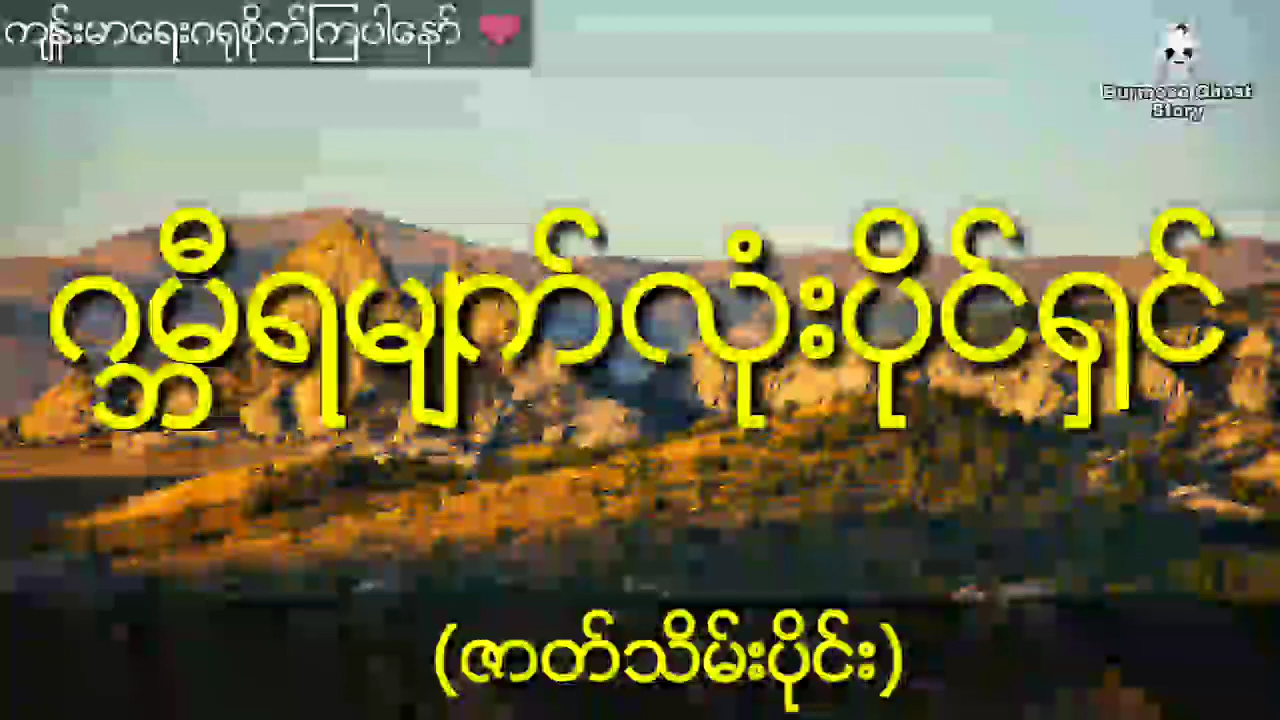 ကျန်းမာရေးဂရုစိုက်ကြပါနော် ❤
Burmese Ghost
Story
ဂမ္ဘီရမျက်လုံးပိုင်ရှင်
(ဇာတ်သိမ်းပိုင်း)